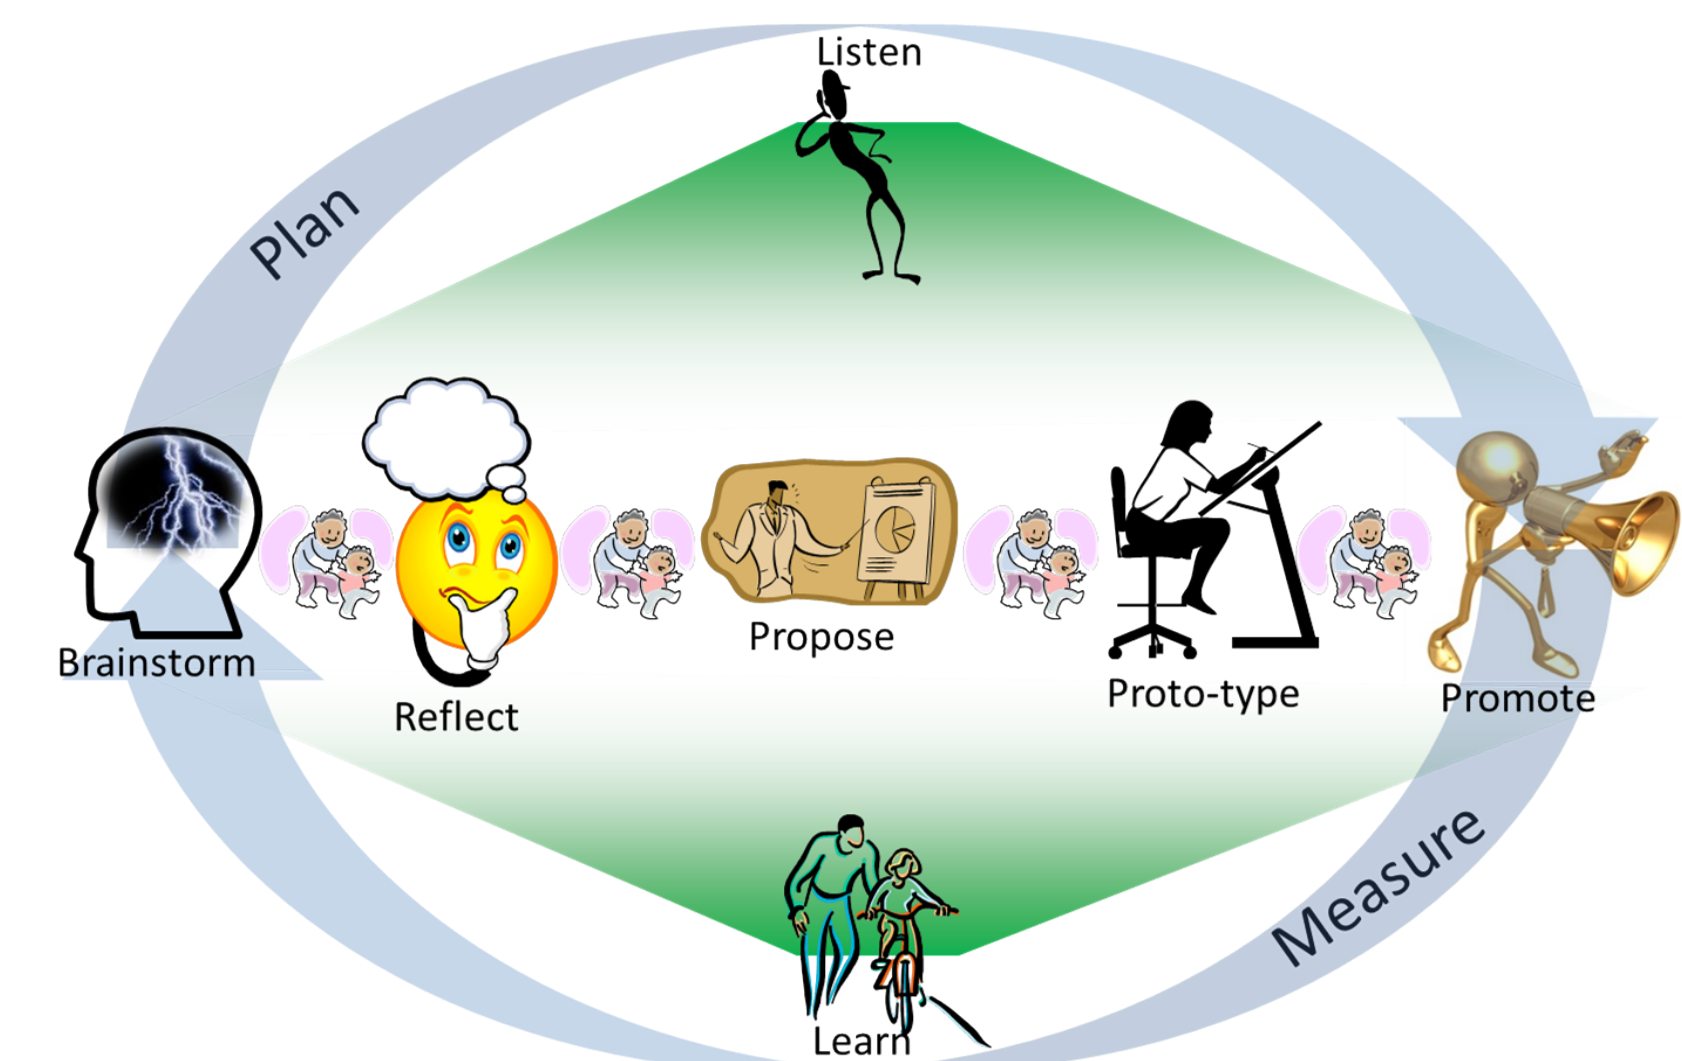 Listen
Plan
Brainstorm
Reflect
Propose
Proto-type
Promote
Measure
Learn